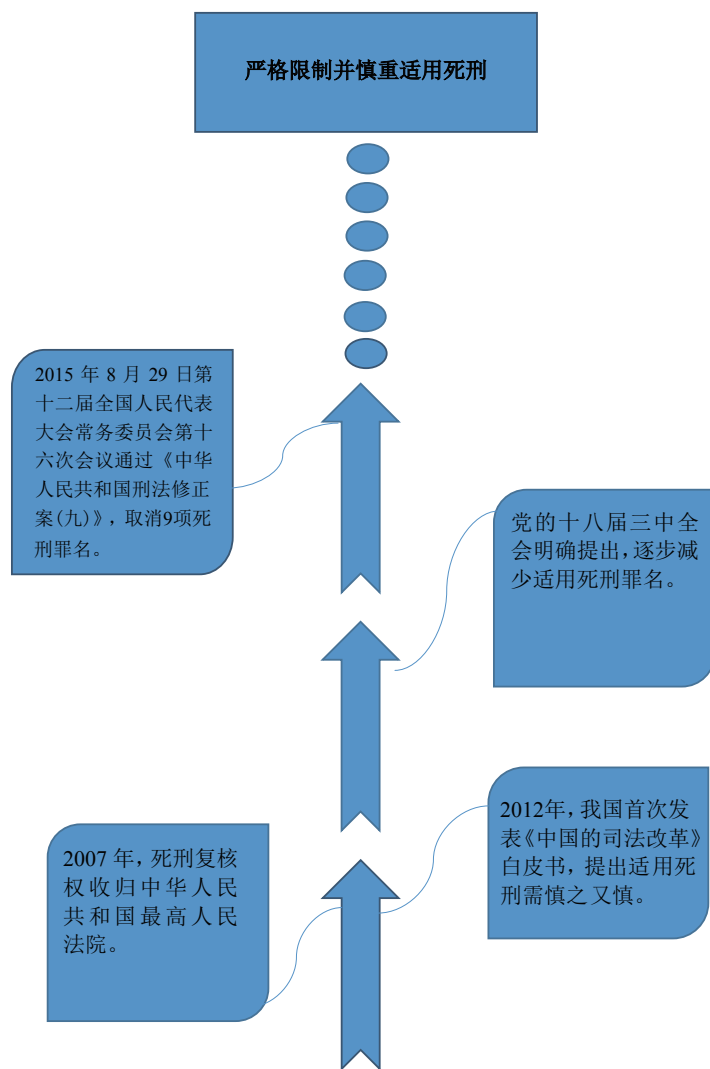 严格限制并慎重适用死刑
2015 年 8 月 29 日第
十二届全国人民代表
大会常务委员会第十
六次会议通过《中华
人民共和国刑法修正
案(九)》，取消9项死
刑罪名。
党的十八届三中全
会明确提出，逐步减
少适用死刑罪名。
2012年，我国首次发
表《中国的司法改革》
白皮书，提出适用死
刑需慎之又慎。
2007 年，死刑复核
权收归中华人民
共和国最高人民
法院。